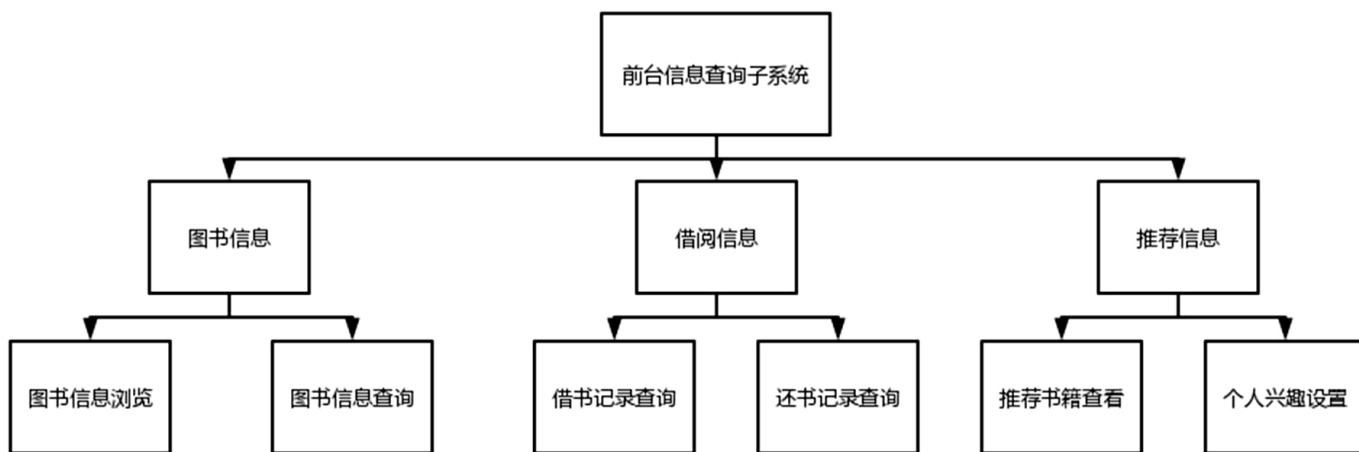 前台信息查询子系统
图书信息
借阅信息
推荐信息
图书信息浏览
图书信息查询
借书记录查询
还书记录查询
推荐书籍查看
个人兴趣设置